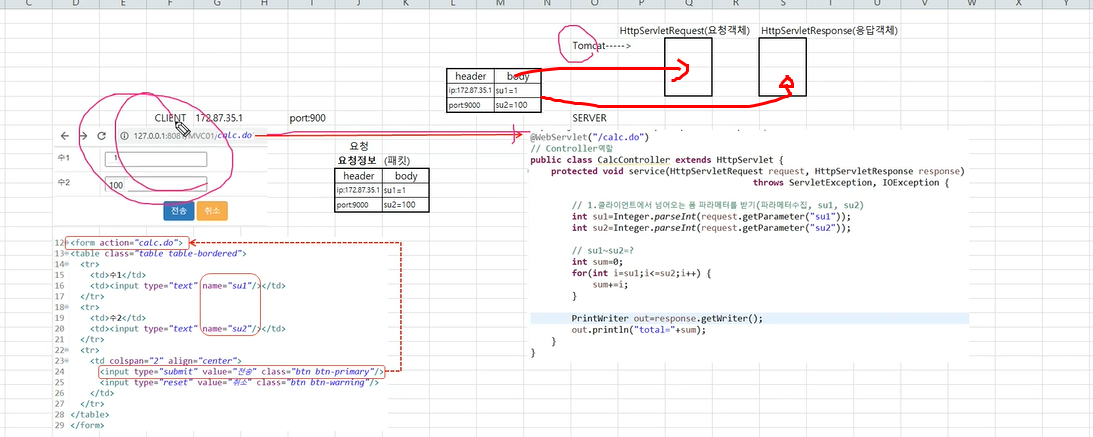 C D E F G H I J K L M N O P Q R S T U V W X Y
HttpServletRequest(요청객체) HttpServletResponse(응답객체)
Tomcat----->
header body
ip:172.87.35.1 su1=1
port:9000 su2=100
CLIENT 172.87.35.1 port:900
SERVER
127.0.0.1:808 /MVC01/calc.do
수1 1
수2 100
전송 취소
요청
요청정보 (패킷)
header body
ip:172.87.35.1 su1=1
port:9000 su2=100
12 <form action="calc.do">
13 <table class="table table-bordered">
14 <tr>
15 <td>수1</td>
16 <td><input type="text" name="su1"/></td>
17 </tr>
18 <tr>
19 <td>수2</td>
20 <td><input type="text" name="su2"/></td>
21 </tr>
22 <tr>
23 <td colspan="2" align="center">
24 <input type="submit" value="전송" class="btn btn-primary"/>
25 <input type="reset" value="취소" class="btn btn-warning"/>
26 </td>
27 </tr>
28 </table>
29 </form>
@WebServlet("/calc.do")
// Controller역할
public class CalcController extends HttpServlet {
protected void service(HttpServletRequest request, HttpServletResponse response)
throws ServletException, IOException {
// 1.클라이언트에서 넘어오는 폼 파라메터를 받기(파라메터수집, su1, su2)
int su1=Integer.parseInt(request.getParameter("su1"));
int su2=Integer.parseInt(request.getParameter("su2"));
// su1~su2=?
int sum=0;
for(int i=su1;i<=su2;i++) {
sum+=i;
}
PrintWriter out=response.getWriter();
out.println("total="+sum);
}
}